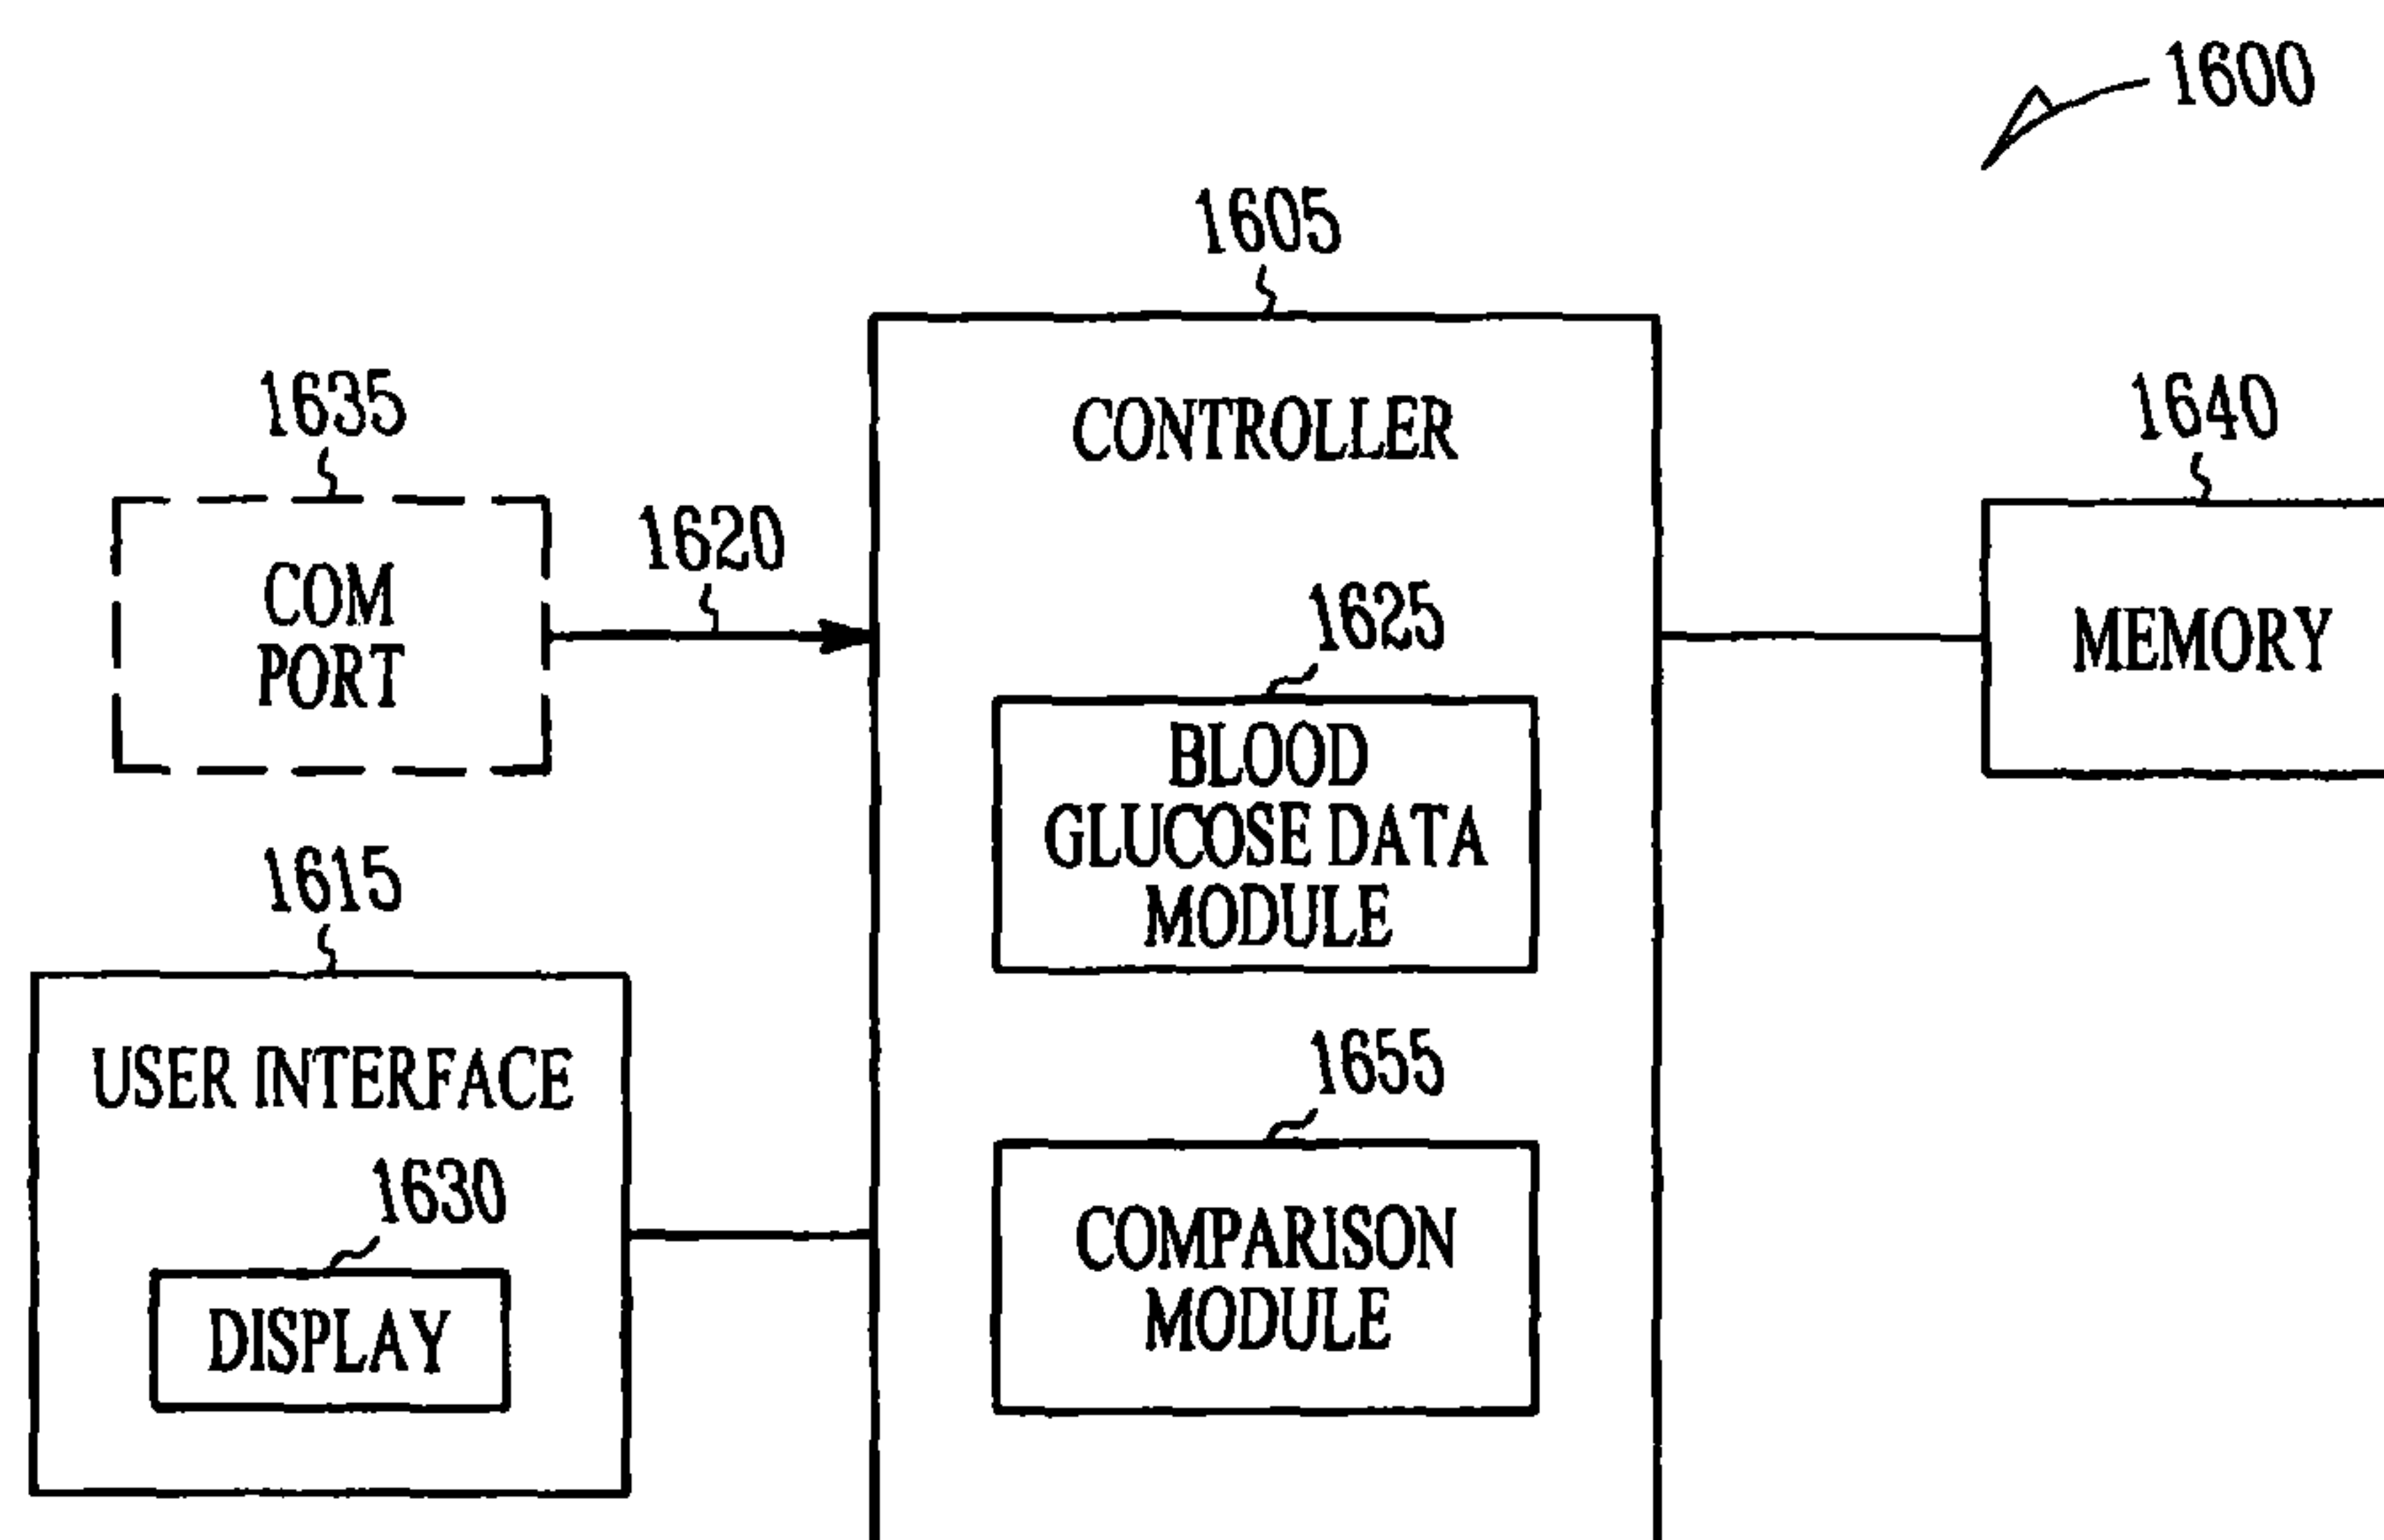 1600
1605
CONTROLLER
1635
COM
PORT
1620
1640
MEMORY
1625
BLOOD
GLUCOSE DATA
MODULE
1615
USER INTERFACE
1630
DISPLAY
1655
COMPARISON
MODULE